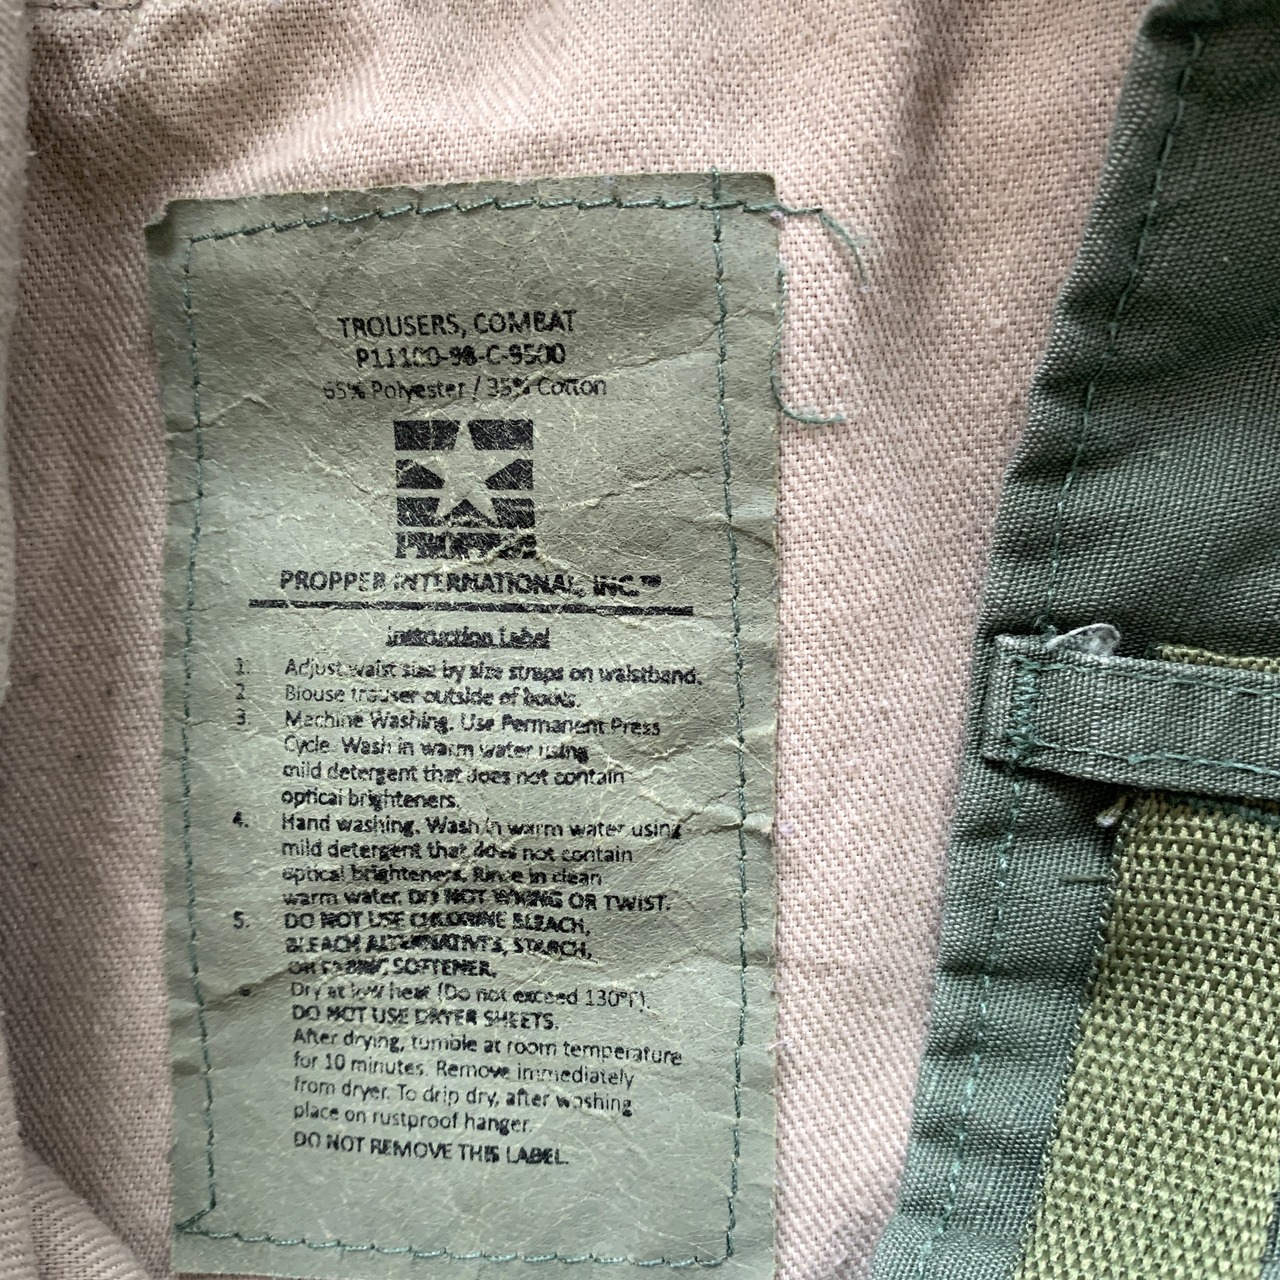 TROUSERS, COMBAT
P11100-98-C-9500
65% Polyester / 35% Cotton
PROPPER
PROPPER INTERNATIONAL, INC.™
Instruction Label
1. Adjust waist size by size straps on waistband.
2. Blouse trouser outside of boots.
3. Machine Washing. Use Permanent Press
Cycle. Wash in warm water using
mild detergent that does not contain
optical brighteners.
4. Hand washing. Wash in warm water using
mild detergent that does not contain
optical brighteners. Rinse in clean
warm water. DO NOT WRING OR TWIST.
5. DO NOT USE CHLORINE BLEACH,
BLEACH ALTERNATIVES, STARCH,
OR FABRIC SOFTENER.
Dry at low heat (Do not exceed 130°F).
DO NOT USE DRYER SHEETS.
After drying, tumble at room temperature
for 10 minutes. Remove immediately
from dryer. To drip dry, after washing
place on rustproof hanger.
DO NOT REMOVE THIS LABEL.